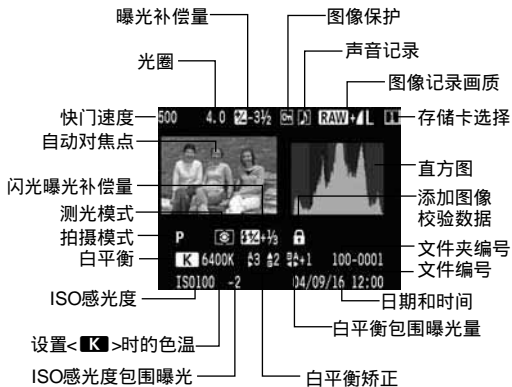 曝光补偿量
图像保护
光圈
声音记录
图像记录画质
快门速度
500 4.0 -3½ RAW+L 1
存储卡选择
自动对焦点
直方图
闪光曝光补偿量
添加图像
校验数据
测光模式
拍摄模式
P +⅓
文件夹编号
白平衡
K 6400K A3 G2 +1 100-0001
文件编号
ISO100 -2 04/09/16 12:00
ISO感光度
日期和时间
白平衡包围曝光量
设置<K>时的色温
ISO感光度包围曝光
白平衡矫正